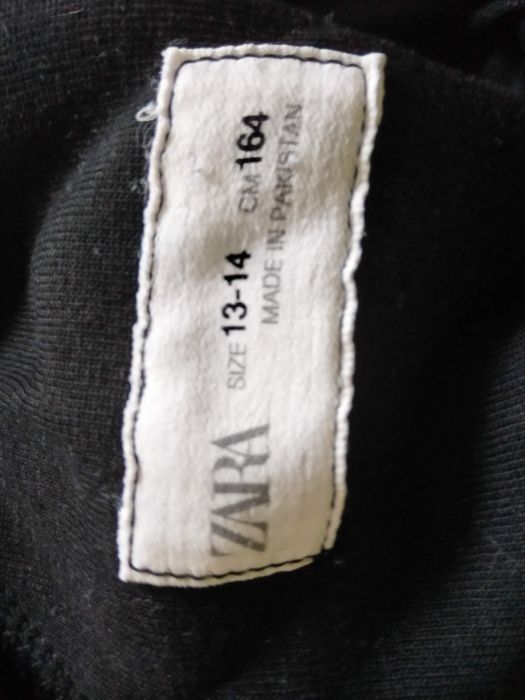 ZARA
SIZE 13-14 CM 164
MADE IN PAKISTAN